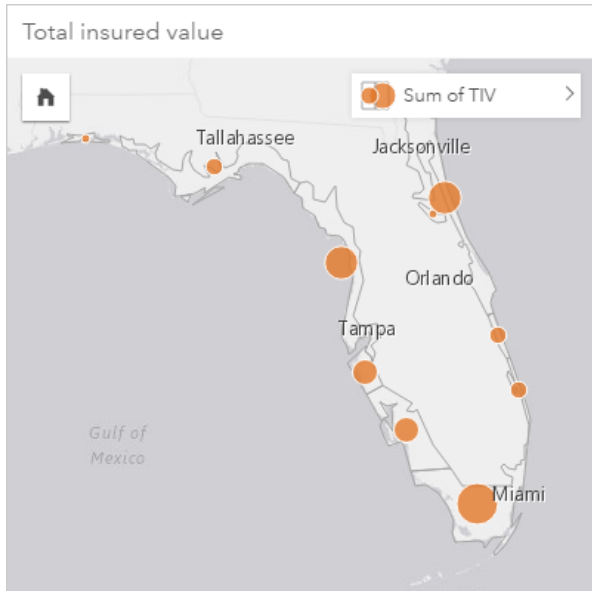 Total insured value
Sum of TIV
Tallahassee
Jacksonville
Orlando
Tampa
Gulf of
Mexico
Miami